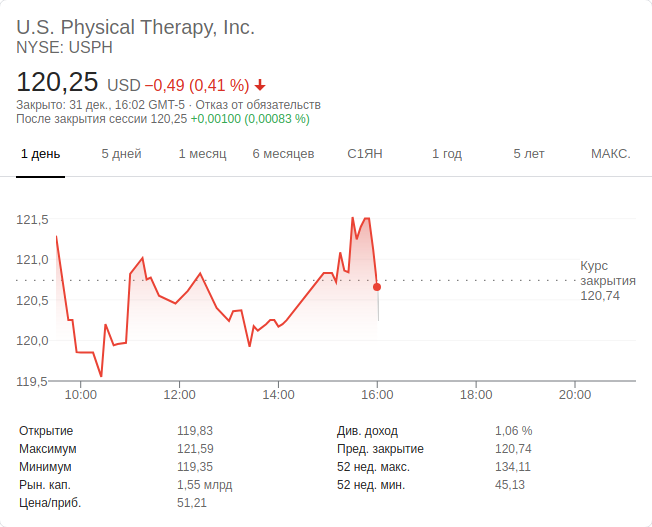 U.S. Physical Therapy, Inc.
NYSE: USPH
120,25 USD −0,49 (0,41 %)
Закрыто: 31 дек., 16:02 GMT-5 · Отказ от обязательств
После закрытия сессии 120,25 +0,00100 (0,00083 %)
1 день 5 дней 1 месяц 6 месяцев С1ЯН 1 год 5 лет МАКС.
121,5
121,0
120,5
120,0
119,5
Курс
закрытия
120,74
10:00 12:00 14:00 16:00 18:00 20:00
Открытие 119,83 Див. доход 1,06 %
Максимум 121,59 Пред. закрытие 120,74
Минимум 119,35 52 нед. макс. 134,11
Рын. кап. 1,55 млрд 52 нед. мин. 45,13
Цена/приб. 51,21